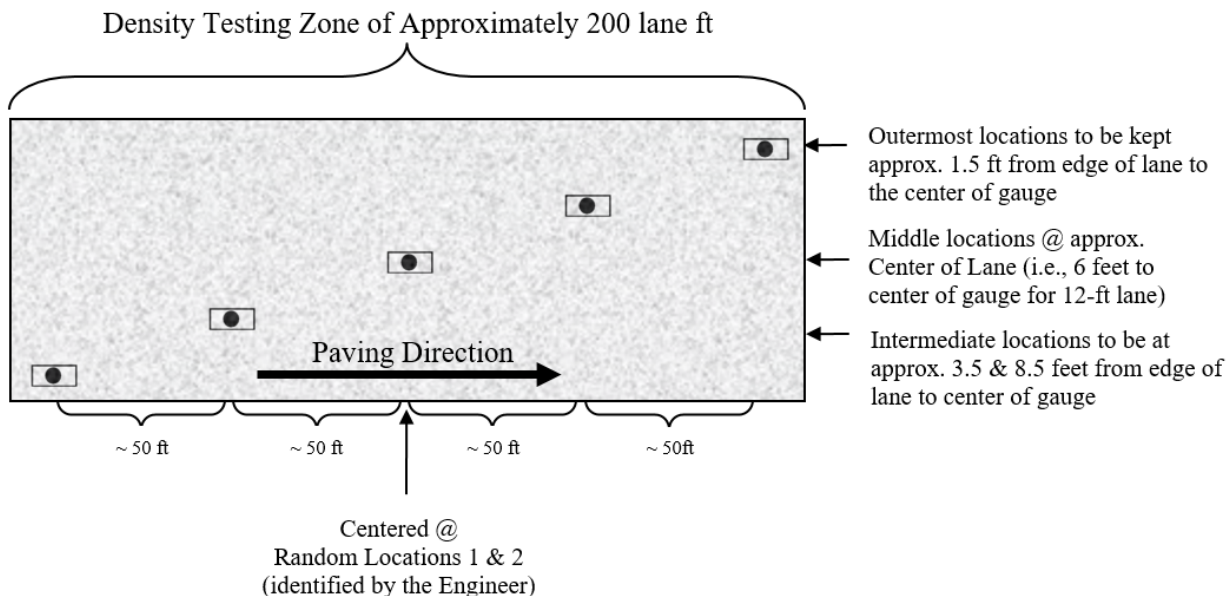 Density Testing Zone of Approximately 200 lane ft
Outermost locations to be kept
approx. 1.5 ft from edge of lane to
the center of gauge
Middle locations @ approx.
Center of Lane (i.e., 6 feet to
center of gauge for 12-ft lane)
Intermediate locations to be at
approx. 3.5 & 8.5 feet from edge of
lane to center of gauge
Paving Direction
~ 50 ft
~ 50 ft
~ 50 ft
~ 50ft
Centered @
Random Locations 1 & 2
(identified by the Engineer)